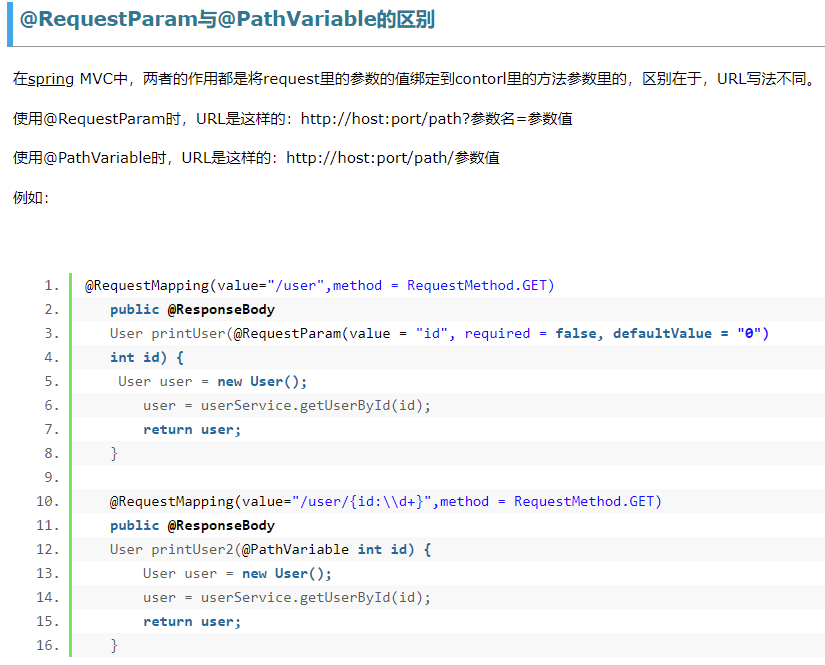 @RequestParam与@PathVariable的区别
在spring MVC中，两者的作用都是将request里的参数的值绑定到contorl里的方法参数里的，区别在于，URL写法不同。
使用@RequestParam时，URL是这样的：http://host:port/path?参数名=参数值
使用@PathVariable时，URL是这样的：http://host:port/path/参数值
例如：
1. @RequestMapping(value="/user",method = RequestMethod.GET)
2. public @ResponseBody
3. User printUser(@RequestParam(value = "id", required = false, defaultValue = "0")
4. int id) {
5. User user = new User();
6. user = userService.getUserById(id);
7. return user;
8. }
9.
10. @RequestMapping(value="/user/{id:\\d+}",method = RequestMethod.GET)
11. public @ResponseBody
12. User printUser2(@PathVariable int id) {
13. User user = new User();
14. user = userService.getUserById(id);
15. return user;
16. }